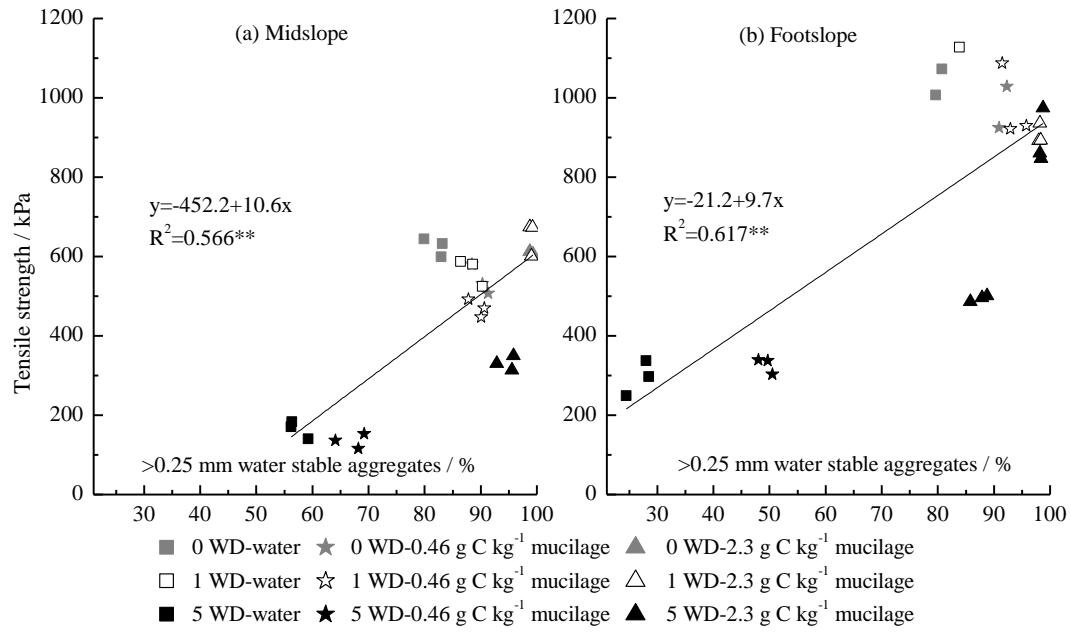 (a) Midslope
(b) Footslope
1200
1000
800
600
400
200
0
1200
1000
800
600
400
200
0
Tensile strength / kPa
y=-452.2+10.6x
R²=0.566**
y=-21.2+9.7x
R²=0.617**
>0.25 mm water stable aggregates / %
>0.25 mm water stable aggregates / %
30 40 50 60 70 80 90 100
30 40 50 60 70 80 90 100
0 WD-water 0 WD-0.46 g C kg⁻¹ mucilage 0 WD-2.3 g C kg⁻¹ mucilage
1 WD-water 1 WD-0.46 g C kg⁻¹ mucilage 1 WD-2.3 g C kg⁻¹ mucilage
5 WD-water 5 WD-0.46 g C kg⁻¹ mucilage 5 WD-2.3 g C kg⁻¹ mucilage